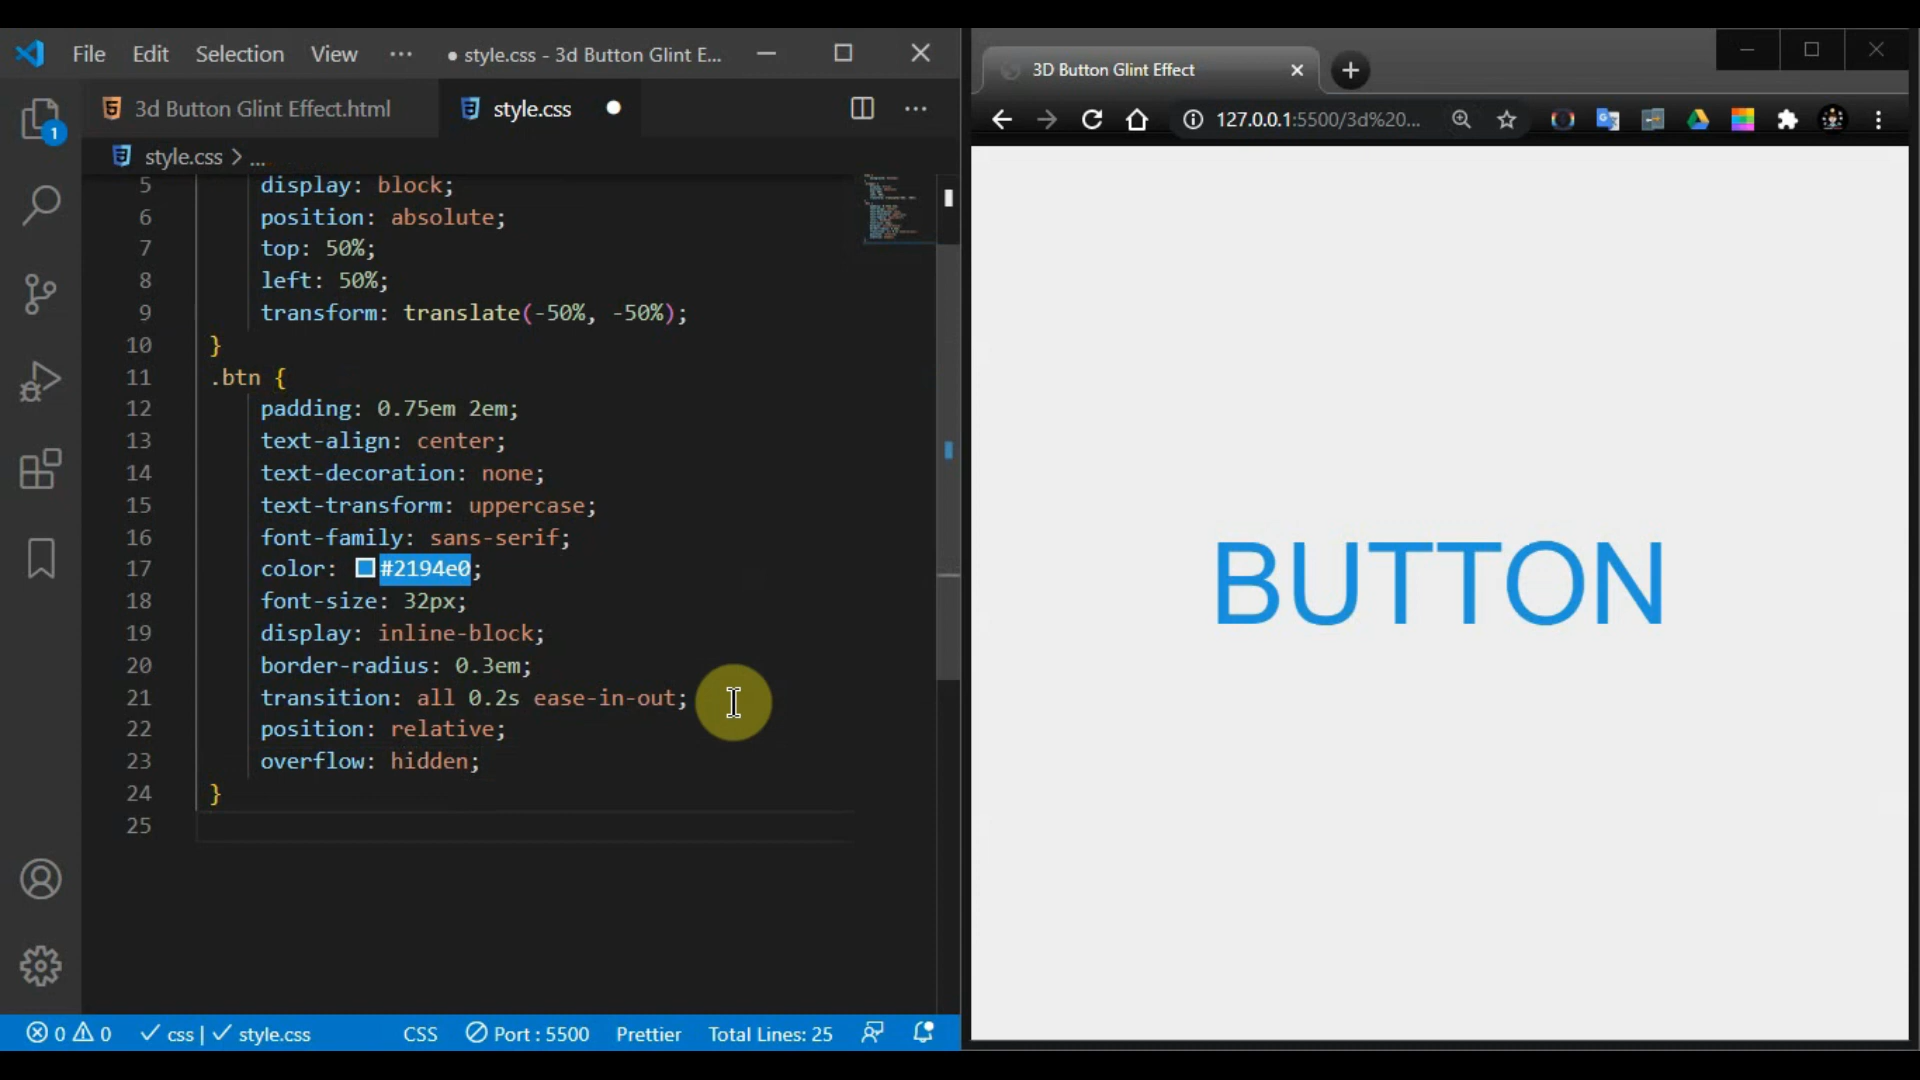 File Edit Selection View ··· ● style.css - 3d Button Glint E...
3d Button Glint Effect.html
style.css ●
style.css > ...
5 display: block;
6 position: absolute;
7 top: 50%;
8 left: 50%;
9 transform: translate(-50%, -50%);
10 }
11 .btn {
12 padding: 0.75em 2em;
13 text-align: center;
14 text-decoration: none;
15 text-transform: uppercase;
16 font-family: sans-serif;
17 color: #2194e0;
18 font-size: 32px;
19 display: inline-block;
20 border-radius: 0.3em;
21 transition: all 0.2s ease-in-out;
22 position: relative;
23 overflow: hidden;
24 }
25
1
0 0 css | style.css CSS Port : 5500 Prettier Total Lines: 25
3D Button Glint Effect
127.0.0.1:5500/3d%20...
BUTTON